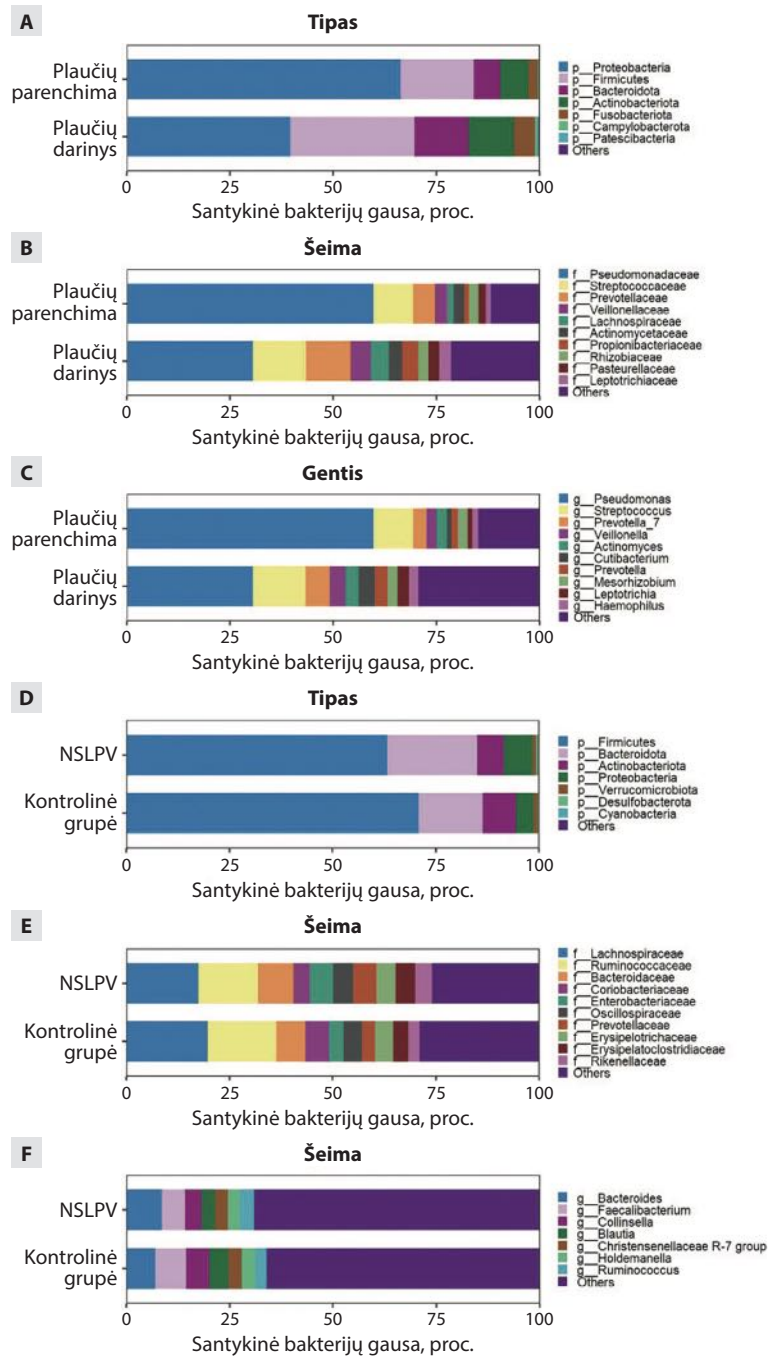 A
Tipas
Plaučių
parenchima
Plaučių
darinys
p__Proteobacteria
p__Firmicutes
p__Bacteroidota
p__Actinobacteriota
p__Fusobacteriota
p__Campylobacterota
p__Patescibacteria
Others
0 25 50 75 100
Santykinė bakterijų gausa, proc.
B
Šeima
Plaučių
parenchima
Plaučių
darinys
f__Pseudomonadaceae
f__Streptococcaceae
f__Prevotellaceae
f__Veillonellaceae
f__Lachnospiraceae
f__Actinomycetaceae
f__Propionibacteriaceae
f__Rhizobiaceae
f__Pasteurellaceae
f__Leptotrichiaceae
Others
0 25 50 75 100
Santykinė bakterijų gausa, proc.
C
Gentis
Plaučių
parenchima
Plaučių
darinys
g__Pseudomonas
g__Streptococcus
g__Prevotella_7
g__Veillonella
g__Actinomyces
g__Cutibacterium
g__Prevotella
g__Mesorhizobium
g__Leptotrichia
g__Haemophilus
Others
0 25 50 75 100
Santykinė bakterijų gausa, proc.
D
Tipas
NSLPV
Kontrolinė
grupė
p__Firmicutes
p__Bacteroidota
p__Actinobacteriota
p__Proteobacteria
p__Verrucomicrobiota
p__Desulfobacterota
p__Cyanobacteria
Others
0 25 50 75 100
Santykinė bakterijų gausa, proc.
E
Šeima
NSLPV
Kontrolinė
grupė
f__Lachnospiraceae
f__Ruminococcaceae
f__Bacteroidaceae
f__Coriobacteriaceae
f__Enterobacteriaceae
f__Oscillospiraceae
f__Prevotellaceae
f__Erysipelotrichaceae
f__Erysipelatoclostridiaceae
f__Rikenellaceae
Others
0 25 50 75 100
Santykinė bakterijų gausa, proc.
F
Šeima
NSLPV
Kontrolinė
grupė
g__Bacteroides
g__Faecalibacterium
g__Collinsella
g__Blautia
g__Christensenellaceae R-7 group
g__Holdemanella
g__Ruminococcus
Others
0 25 50 75 100
Santykinė bakterijų gausa, proc.